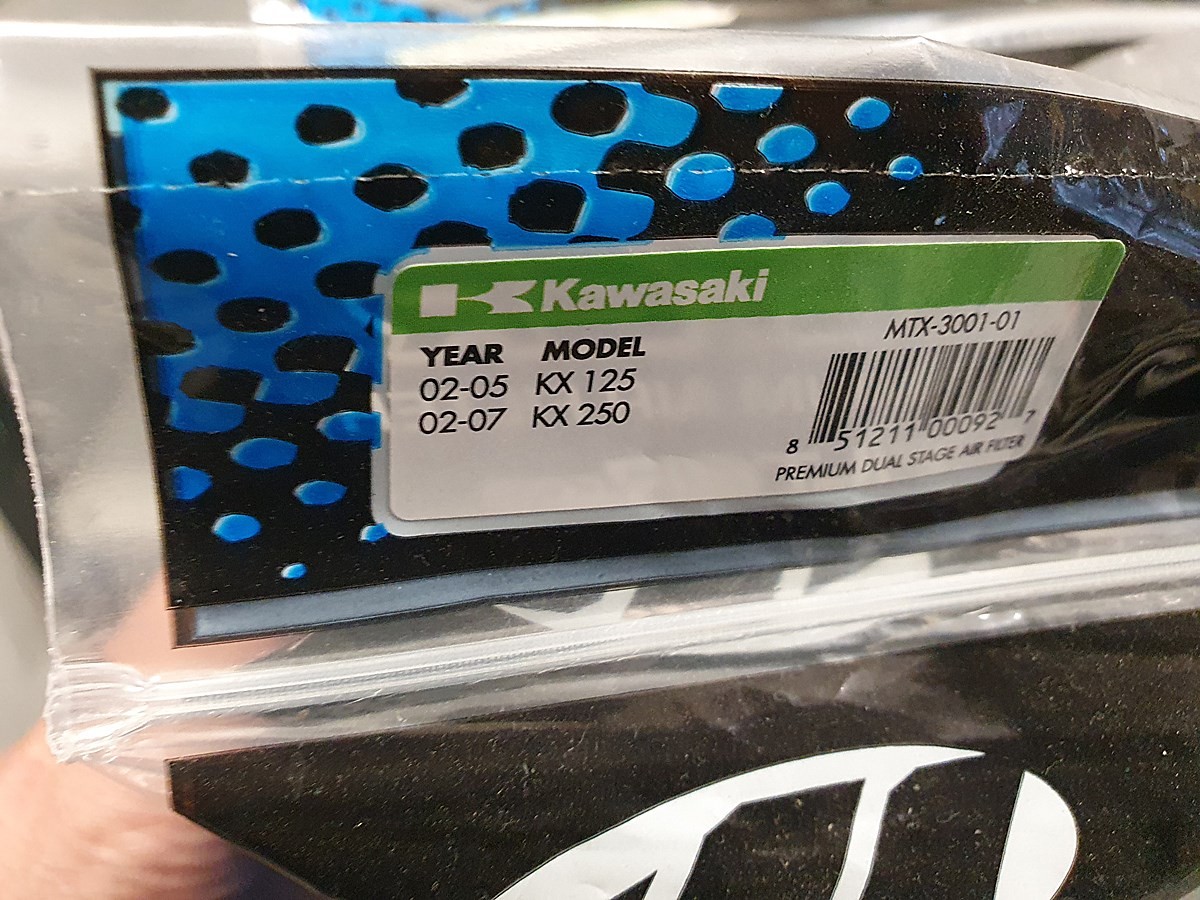 Kawasaki
MTX-3001-01
YEAR MODEL
02-05 KX 125
02-07 KX 250
8 51211 00092 7
PREMIUM DUAL STAGE AIR FILTER